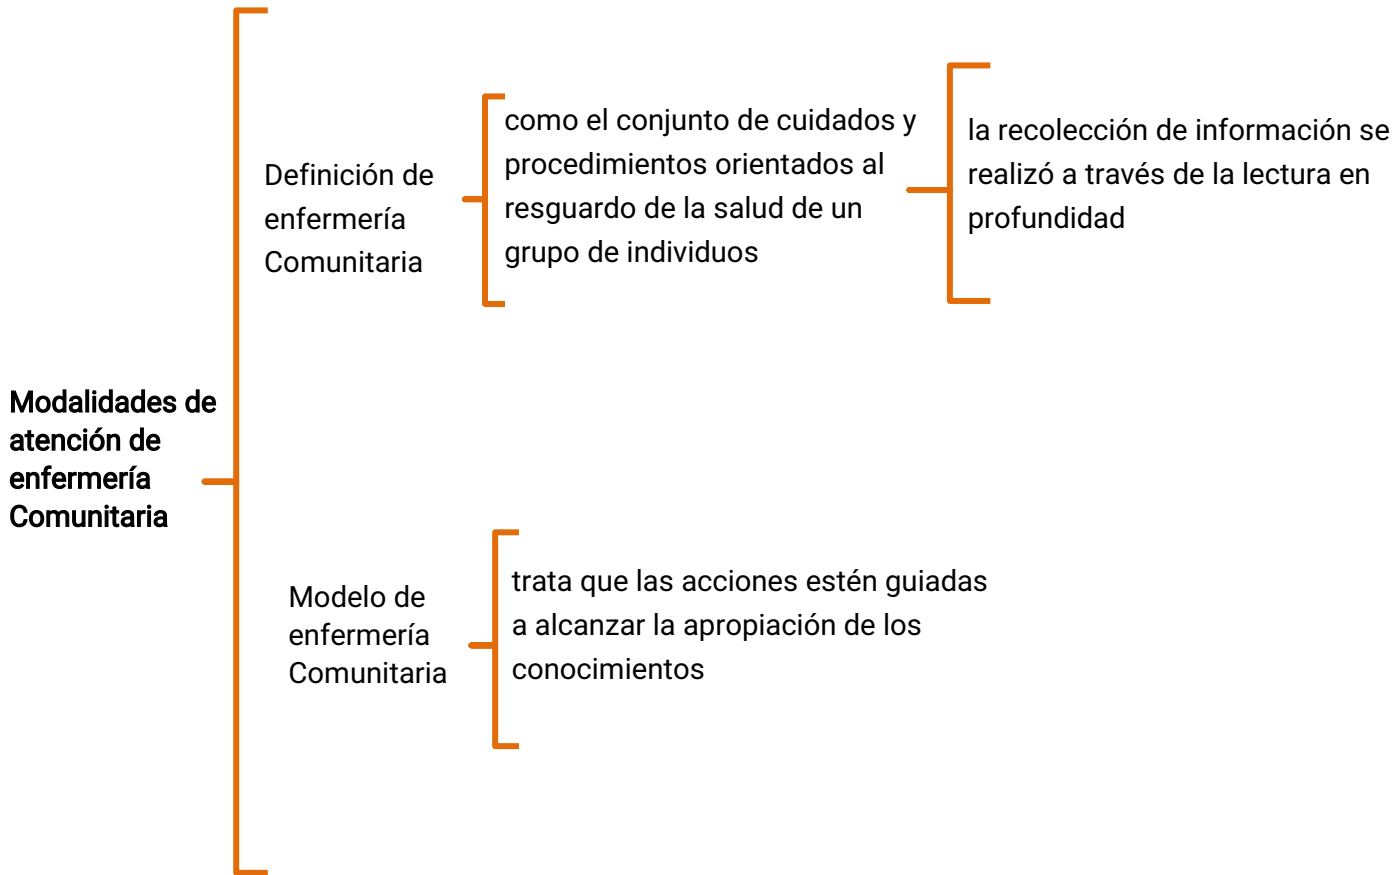 Modalidades de
atención de
enfermería
Comunitaria
Definición de
enfermería
Comunitaria
como el conjunto de cuidados y
procedimientos orientados al
resguardo de la salud de un
grupo de individuos
la recolección de información se
realizó a través de la lectura en
profundidad
Modelo de
enfermería
Comunitaria
trata que las acciones estén guiadas
a alcanzar la apropiación de los
conocimientos